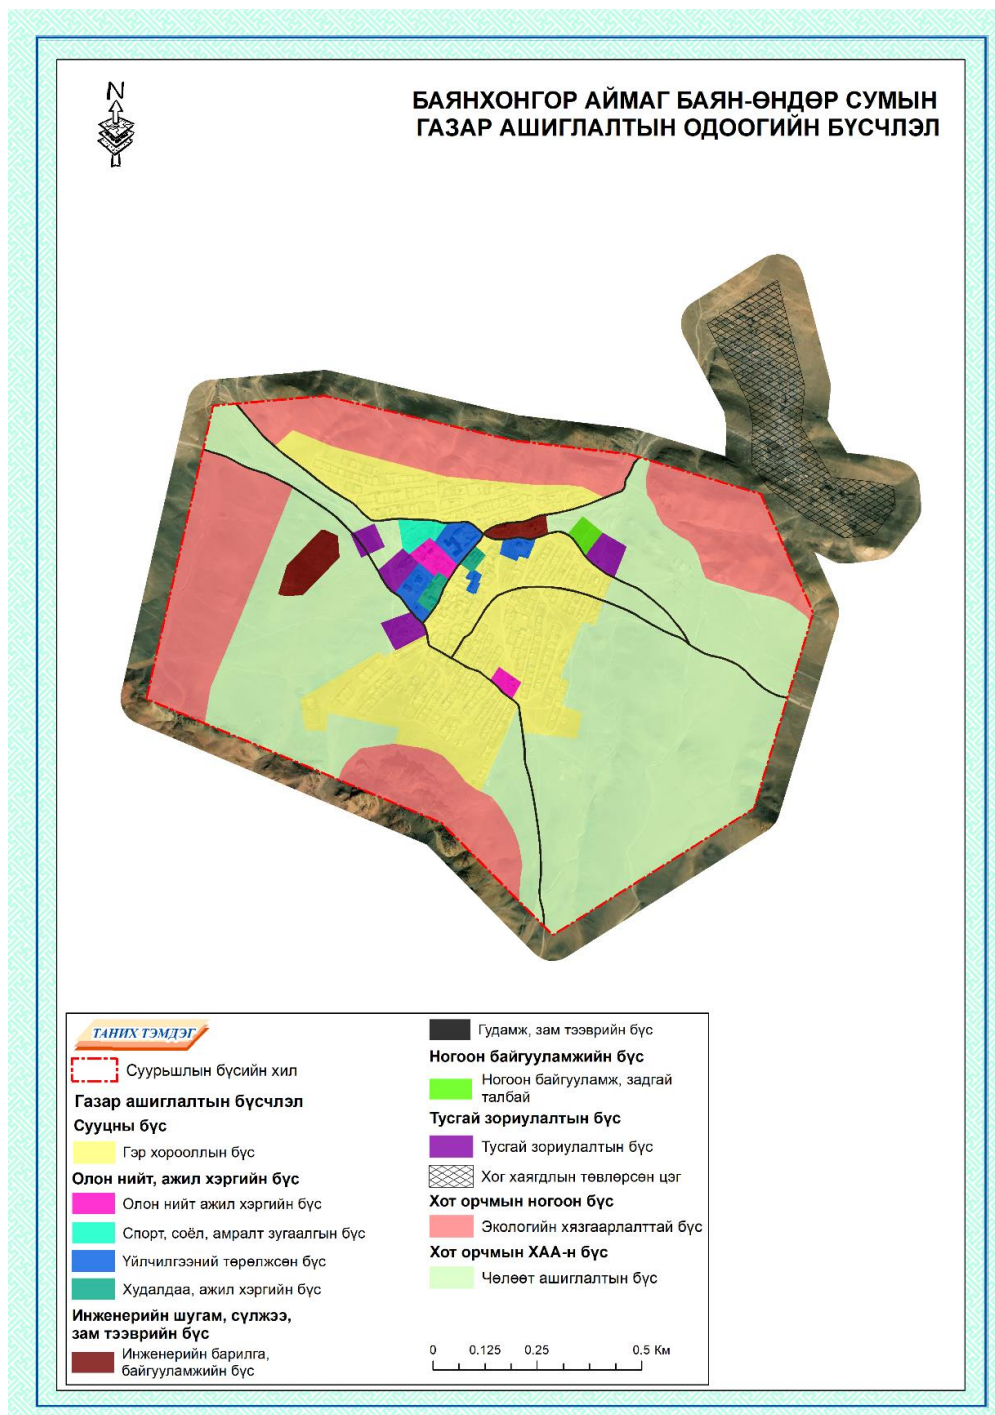 N
БАЯНХОНГОР АЙМАГ БАЯН-ӨНДӨР СУМЫН
ГАЗАР АШИГЛАЛТЫН ОДООГИЙН БҮСЧЛЭЛ
ТАНИХ ТЭМДЭГ
Суурьшлын бүсийн хил
Газар ашиглалтын бүсчлэл
Сууцны бүс
Гэр хорооллын бүс
Олон нийт, ажил хэргийн бүс
Олон нийт ажил хэргийн бүс
Спорт, соёл, амралт зугаалгын бүс
Үйлчилгээний төрөлжсөн бүс
Худалдаа, ажил хэргийн бүс
Инженерийн шугам, сүлжээ,
зам тээврийн бүс
Инженерийн барилга,
байгууламжийн бүс
Гудамж, зам тээврийн бүс
Ногоон байгууламжийн бүс
Ногоон байгууламж, задгай
талбай
Тусгай зориулалтын бүс
Тусгай зориулалтын бүс
Хог хаягдлын төвлөрсөн цэг
Хот орчмын ногоон бүс
Экологийн хязгаарлалттай бүс
Хот орчмын ХАА-н бүс
Чөлөөт ашиглалтын бүс
0 0.125 0.25 0.5 Км